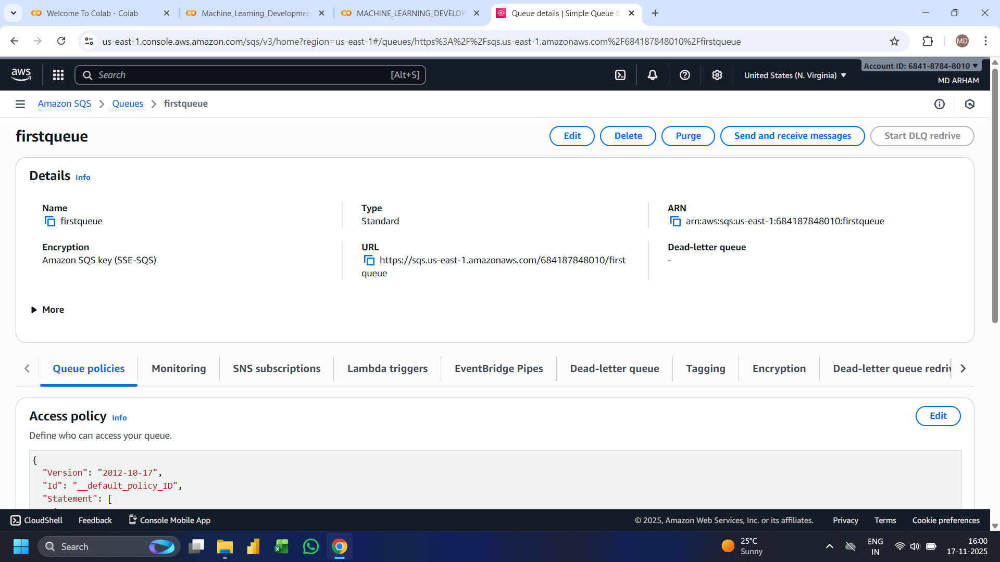 Welcome To Colab - Colab
Machine_Learning_Developmen
MACHINE_LEARNING_DEVELOP
Queue details | Simple Queue S
us-east-1.console.aws.amazon.com/sqs/v3/home?region=us-east-1#/queues/https%3A%2F%2Fsqs.us-east-1.amazonaws.com%2F684187848010%2Ffirstqueue
MD
aws
Search
[Alt+S]
United States (N. Virginia)
Account ID: 6841-8784-8010
MD ARHAM
Amazon SQS
Queues
firstqueue
firstqueue
Edit
Delete
Purge
Send and receive messages
Start DLQ redrive
Details Info
Name
firstqueue
Type
Standard
ARN
arn:aws:sqs:us-east-1:684187848010:firstqueue
Encryption
Amazon SQS key (SSE-SQS)
URL
https://sqs.us-east-1.amazonaws.com/684187848010/first
queue
Dead-letter queue
-
More
Queue policies
Monitoring
SNS subscriptions
Lambda triggers
EventBridge Pipes
Dead-letter queue
Tagging
Encryption
Dead-letter queue redriv
Access policy Info
Edit
Define who can access your queue.
{
"Version": "2012-10-17",
"Id": "__default_policy_ID",
"Statement": [
CloudShell
Feedback
Console Mobile App
© 2025, Amazon Web Services, Inc. or its affiliates.
Privacy
Terms
Cookie preferences
Search
25°C
Sunny
ENG
IN
16:00
17-11-2025